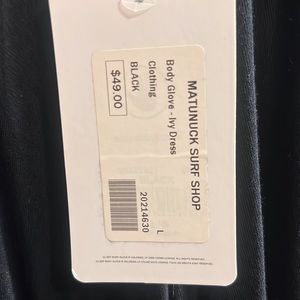 MATUNUCK SURF SHOP
Body Glove - Ivy Dress
Clothing
BLACK
$49.00
L
20214630